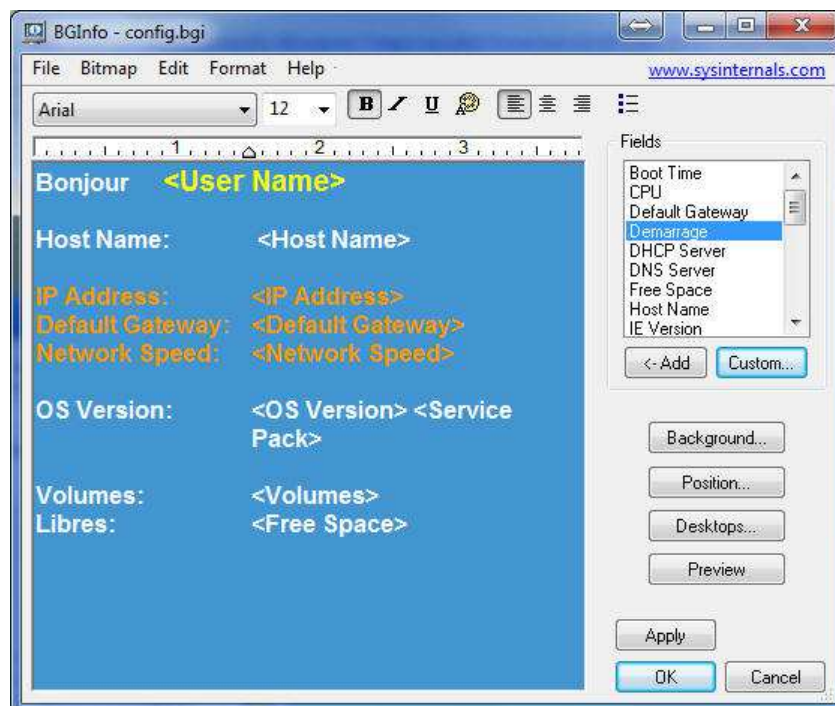 BGInfo - config.bgi
File Bitmap Edit Format Help
www.sysinternals.com
Arial 12 B I U
1 2 3
Bonjour <User Name>
Host Name: <Host Name>
IP Address: <IP Address>
Default Gateway: <Default Gateway>
Network Speed: <Network Speed>
OS Version: <OS Version> <Service
Pack>
Volumes: <Volumes>
Libres: <Free Space>
Fields
Boot Time
CPU
Default Gateway
Demarrage
DHCP Server
DNS Server
Free Space
Host Name
IE Version
<- Add Custom...
Background...
Position...
Desktops...
Preview
Apply
OK Cancel